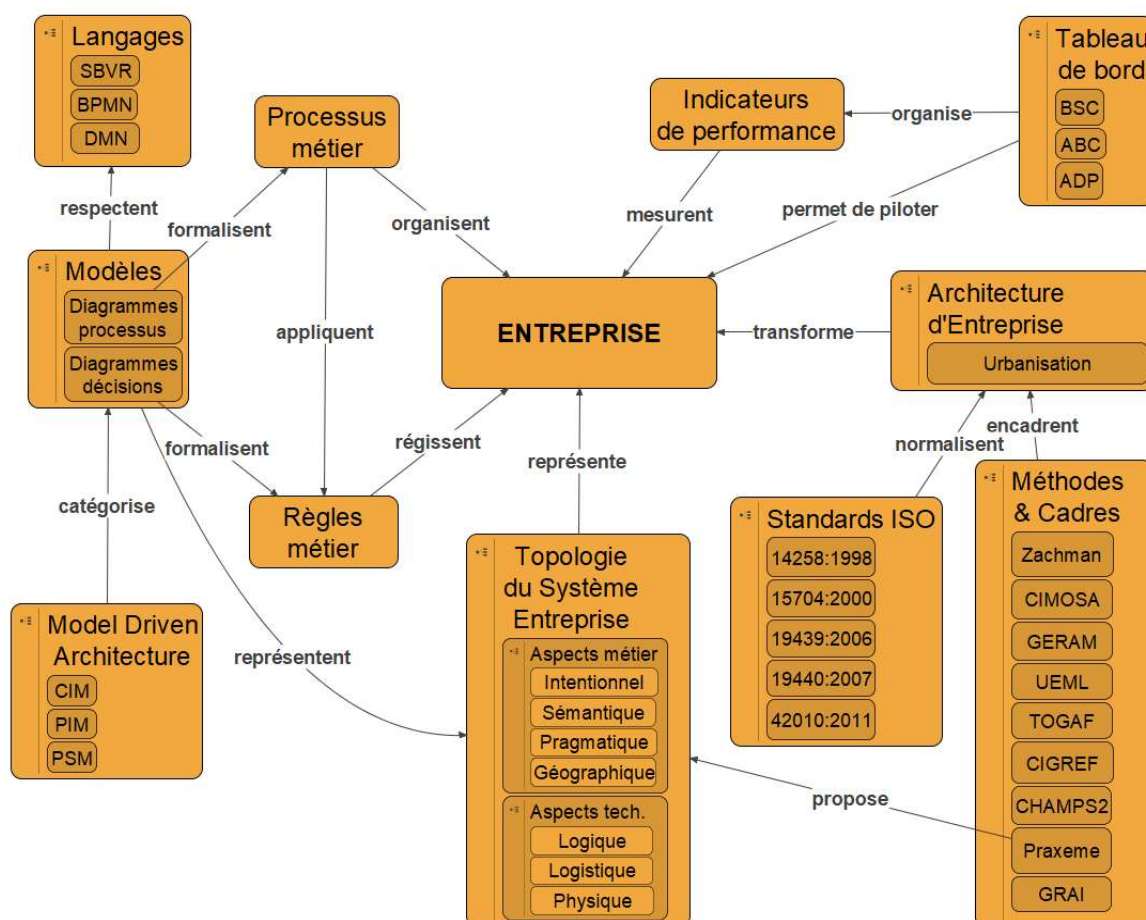 Langages
SBVR
BPMN
DMN
Processus
métier
Indicateurs
de performance
organise
Tableau
de bord
BSC
ABC
ADP
respectent
formalisent
organisent
mesurent
permet de piloter
Modèles
Diagrammes
processus
Diagrammes
décisions
appliquent
ENTREPRISE
transforme
Architecture
d'Entreprise
Urbanisation
formalisent
régissent
représente
normalisent
encadrent
catégorise
Règles
métier
Topologie
du Système
Entreprise
Aspects métier
Intentionnel
Sémantique
Pragmatique
Géographique
Aspects tech.
Logique
Logistique
Physique
Standards ISO
14258:1998
15704:2000
19439:2006
19440:2007
42010:2011
Méthodes
& Cadres
Zachman
CIMOSA
GERAM
UEML
TOGAF
CIGREF
CHAMPS2
Praxeme
GRAI
Model Driven
Architecture
CIM
PIM
PSM
représentent
propose